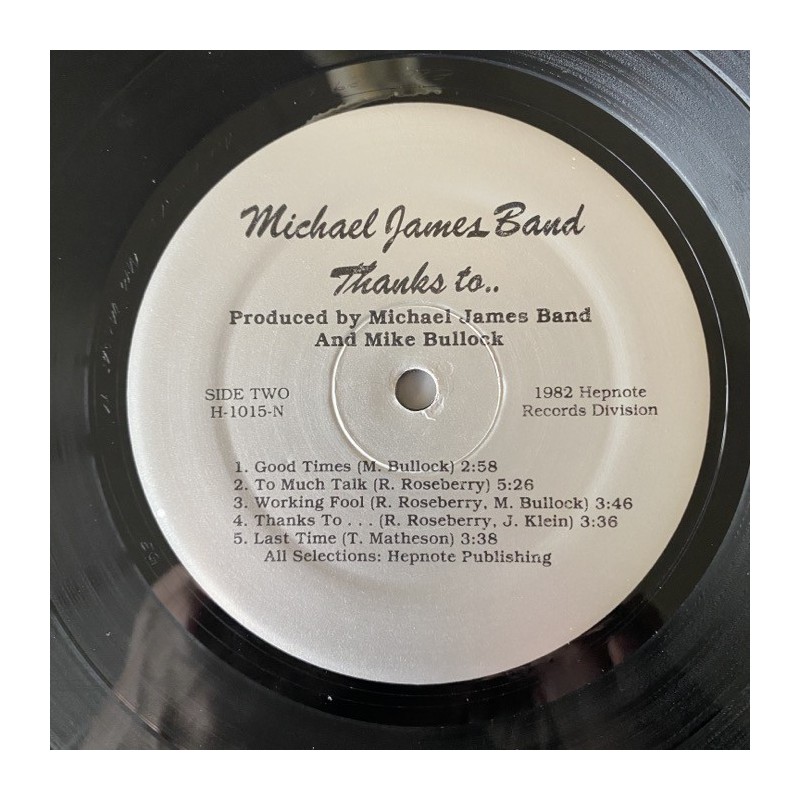 Michael James Band
Thanks to..
Produced by Michael James Band
And Mike Bullock
SIDE TWO
H-1015-N
1982 Hepnote
Records Division
1. Good Times (M. Bullock) 2:58
2. To Much Talk (R. Roseberry) 5:26
3. Working Fool (R. Roseberry, M. Bullock) 3:46
4. Thanks To . . . (R. Roseberry, J. Klein) 3:36
5. Last Time (T. Matheson) 3:38
All Selections: Hepnote Publishing